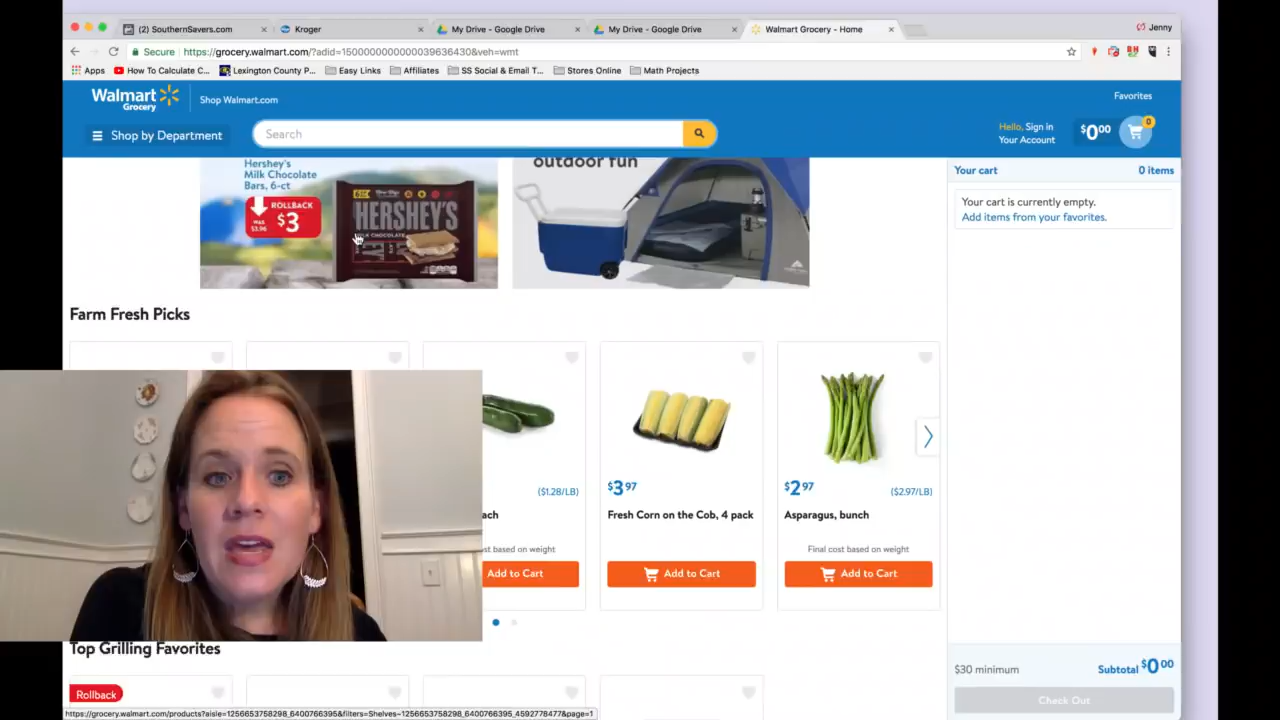 SouthernSavers.com
Kroger
My Drive - Google Drive
My Drive - Google Drive
Walmart Grocery - Home
Jenny
Secure https://grocery.walmart.com/?adid=15000000000000039636430&veh=wmt
Apps How To Calculate C... Lexington County P... Easy Links Affiliates SS Social & Email T... Stores Online Math Projects
Walmart
Grocery
Shop Walmart.com
Favorites
Shop by Department
Search
Hello, Sign in
Your Account
$0.00
0
Your cart
0 items
Your cart is currently empty.
Add items from your favorites.
Hershey's
Milk Chocolate
Bars, 6-ct
ROLLBACK
WAS
$3.96
$3
HERSHEY'S
MILK CHOCOLATE
outdoor fun
Farm Fresh Picks
($1.28/LB)
ach
st based on weight
Add to Cart
$3.97
Fresh Corn on the Cob, 4 pack
Add to Cart
$2.97
($2.97/LB)
Asparagus, bunch
Final cost based on weight
Add to Cart
Top Grilling Favorites
Rollback
$30 minimum
Subtotal $0.00
Check Out
https://grocery.walmart.com/products?aisle=1256653758298_6400766395&filters=Shelves~1256653758298_6400766395_4592778477&page=1